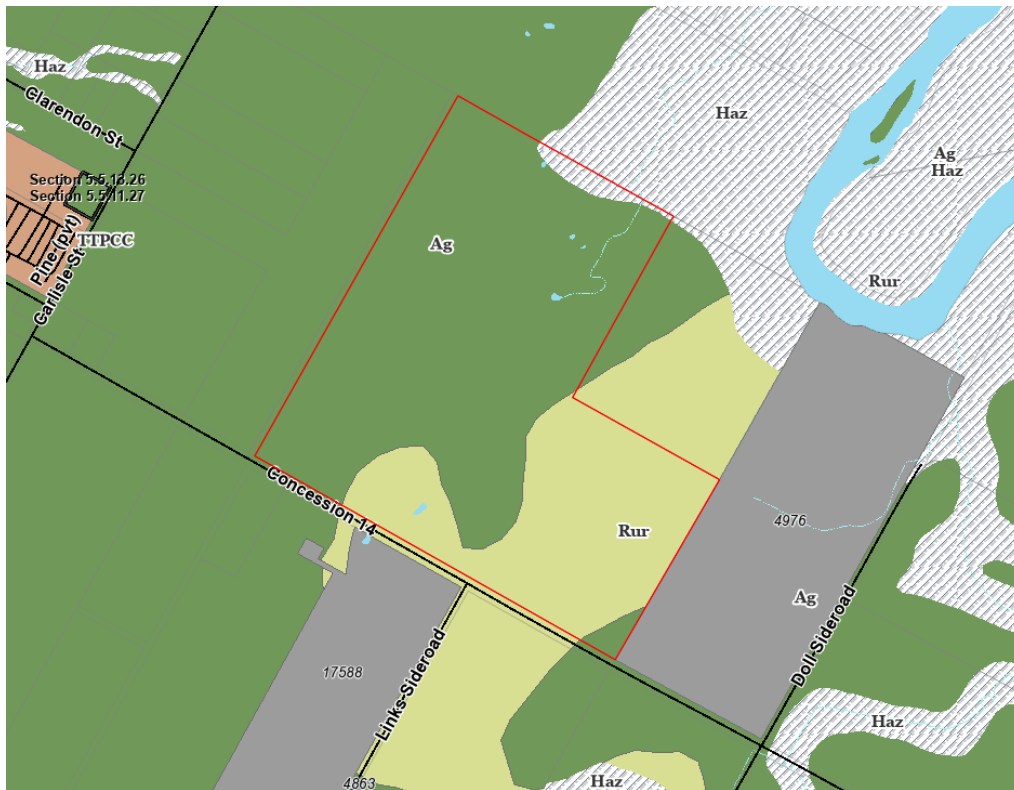 Haz
Clarendon St
Haz
Ag
Haz
Section 5.5.13.26
Section 5.5.11.27
TTPCC
Pine (pvt)
Carlisle St
Ag
Rur
Concession 14
Rur
4976
Ag
Doll Sideroad
17588
Links Sideroad
Haz
4863
Haz